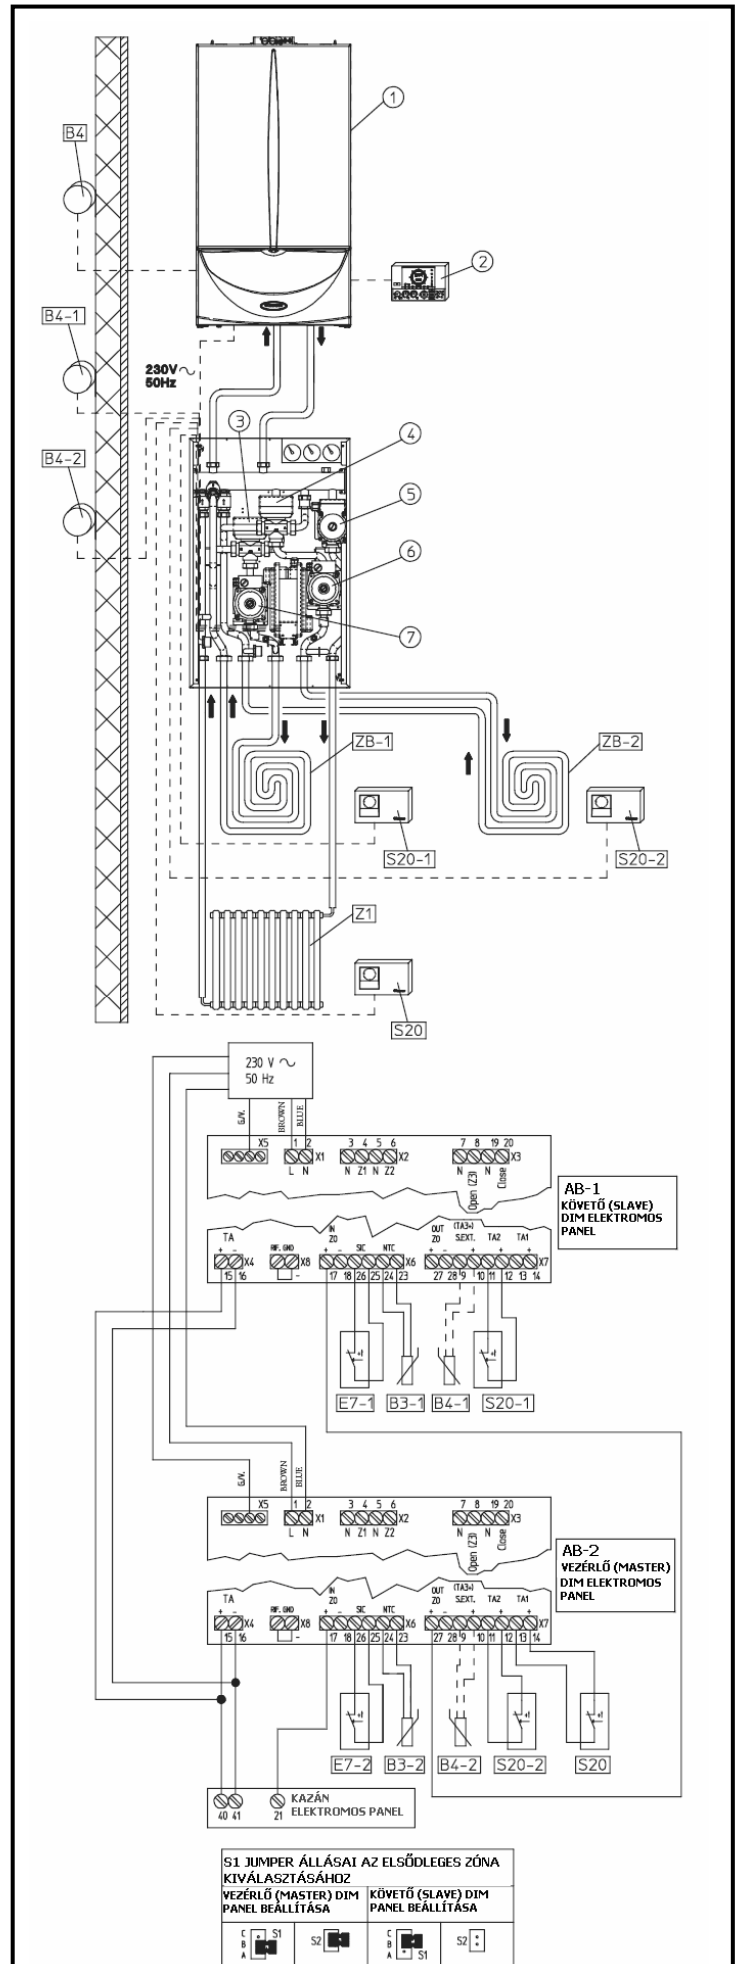 1
B4
2
B4-1
230V~
50Hz
3
4
B4-2
5
6
7
ZB-1
ZB-2
S20-1
S20-2
Z1
S20
230 V ~
50 Hz
G/V.
BROWN
BLUE
X5
1 2
X1
L N
3 4 5 6
X2
N Z1 N Z2
7 8 19 20
X3
N Open (Z3) N Close
AB-1
KÖVETŐ (SLAVE)
DIM ELEKTROMOS
PANEL
TA
+ -
X4
15 16
RIF. GND
X8
-
IN
Z0
SIC
NTC
+ -
X6
17 18 26 25 24 23
OUT
Z0
(TA3+)
S.EXT.
TA2
TA1
+ - + + +
X7
27 28 9 10 11 12 13 14
E7-1
B3-1
B4-1
S20-1
G/V.
BROWN
BLUE
X5
1 2
X1
L N
3 4 5 6
X2
N Z1 N Z2
7 8 19 20
X3
N Open (Z3) N Close
AB-2
VEZÉRLŐ (MASTER)
DIM ELEKTROMOS
PANEL
TA
+ -
X4
15 16
RIF. GND
X8
-
IN
Z0
SIC
NTC
+ -
X6
17 18 26 25 24 23
OUT
Z0
(TA3+)
S.EXT.
TA2
TA1
+ - + + +
X7
27 28 9 10 11 12 13 14
E7-2
B3-2
B4-2
S20-2
S20
40 41
21
KAZÁN
ELEKTROMOS PANEL
S1 JUMPER ÁLLÁSAI AZ ELSŐDLEGES ZÓNA
KIVÁLASZTÁSÁHOZ
VEZÉRLŐ (MASTER) DIM
PANEL BEÁLLÍTÁSA
KÖVETŐ (SLAVE) DIM
PANEL BEÁLLÍTÁSA
C
B
A
S1
S2
C
B
A
S1
S2